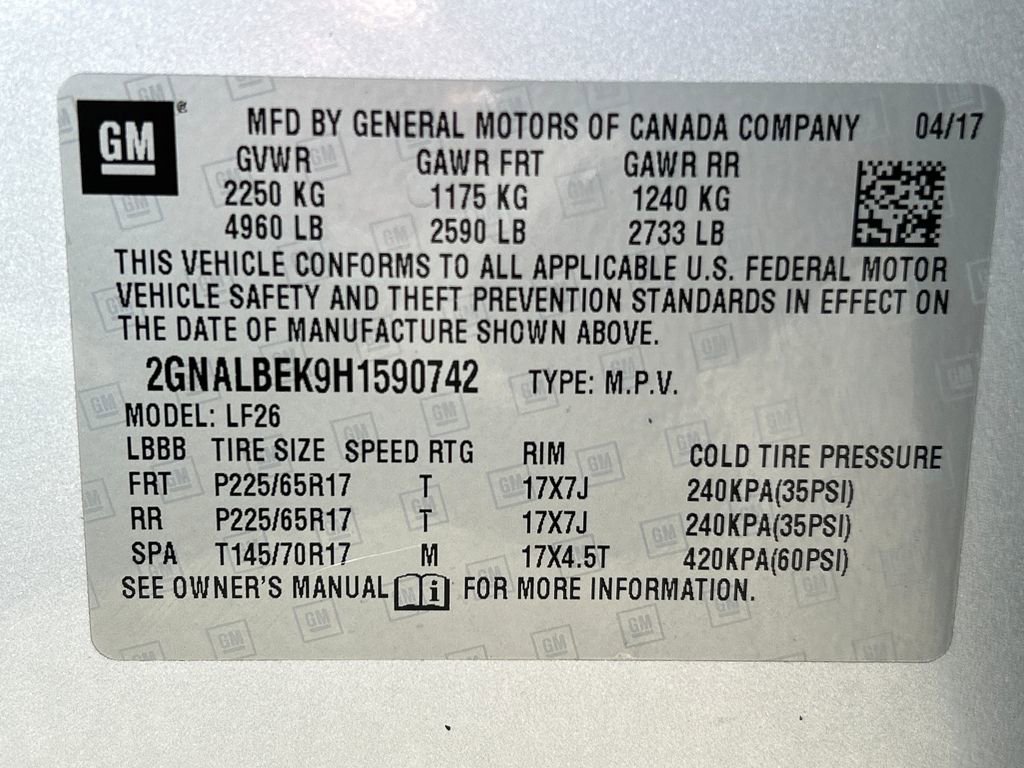 GM® MFD BY GENERAL MOTORS OF CANADA COMPANY 04/17
GVWR GAWR FRT GAWR RR
2250 KG 1175 KG 1240 KG
4960 LB 2590 LB 2733 LB
THIS VEHICLE CONFORMS TO ALL APPLICABLE U.S. FEDERAL MOTOR
VEHICLE SAFETY AND THEFT PREVENTION STANDARDS IN EFFECT ON
THE DATE OF MANUFACTURE SHOWN ABOVE.
2GNALBEK9H1590742 TYPE: M.P.V.
MODEL: LF26
LBBB TIRE SIZE SPEED RTG RIM COLD TIRE PRESSURE
FRT P225/65R17 T 17X7J 240KPA(35PSI)
RR P225/65R17 T 17X7J 240KPA(35PSI)
SPA T145/70R17 M 17X4.5T 420KPA(60PSI)
SEE OWNER'S MANUAL i FOR MORE INFORMATION.